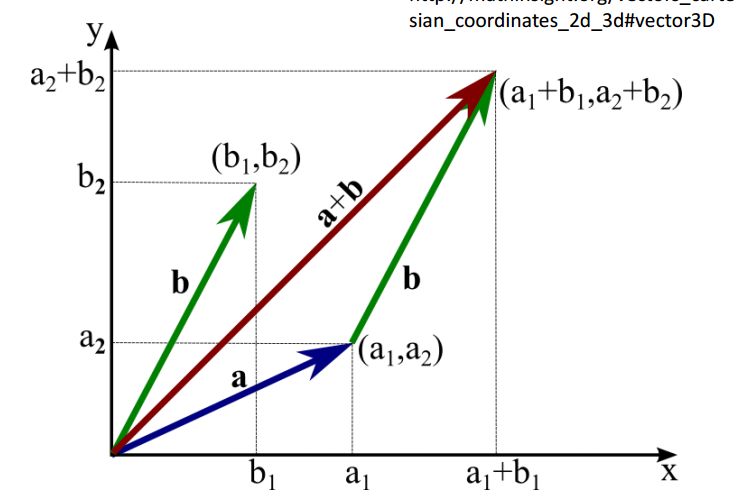 sian_coordinates_2d_3d#vector3D
y
a₂+b₂
(a₁+b₁,a₂+b₂)
(b₁,b₂)
b₂
a+b
b
b
a₂
(a₁,a₂)
a
b₁
a₁
a₁+b₁
x